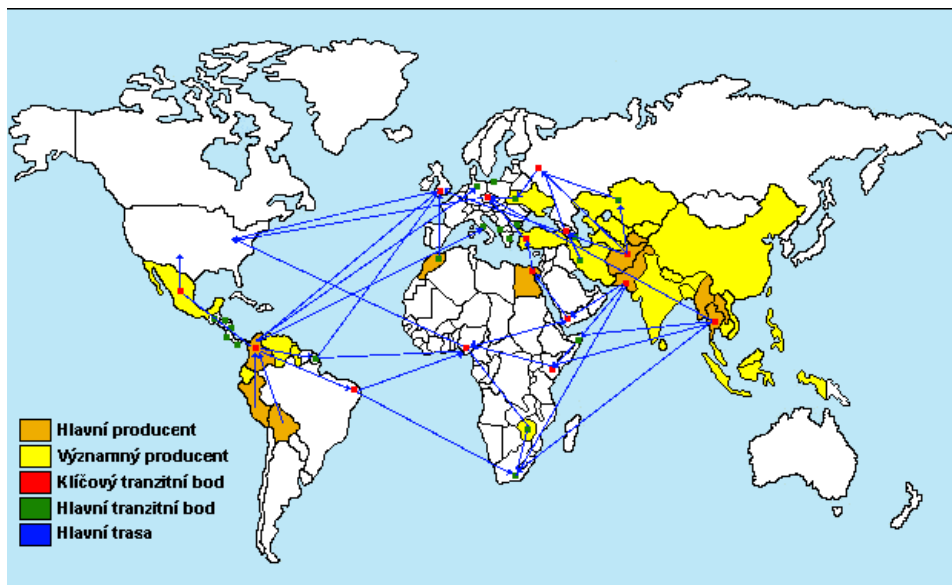 Hlavní producent
Významný producent
Klíčový tranzitní bod
Hlavní tranzitní bod
Hlavní trasa